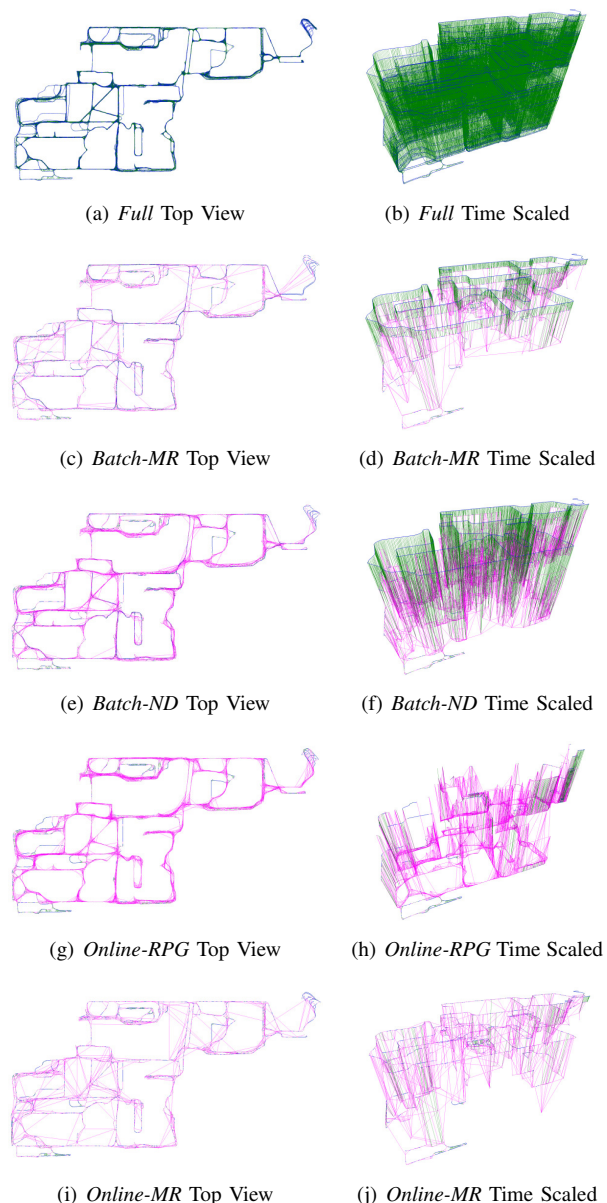 (a) Full Top View
(b) Full Time Scaled
(c) Batch-MR Top View
(d) Batch-MR Time Scaled
(e) Batch-ND Top View
(f) Batch-ND Time Scaled
(g) Online-RPG Top View
(h) Online-RPG Time Scaled
(i) Online-MR Top View
(j) Online-MR Time Scaled